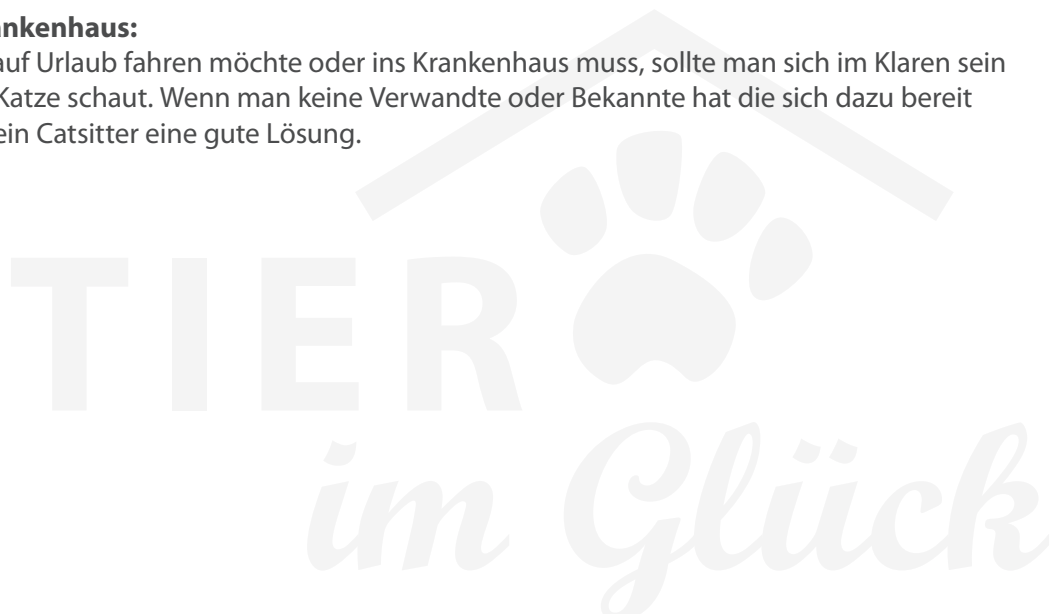 ankenhaus:
auf Urlaub fahren möchte oder ins Krankenhaus muss, sollte man sich im Klaren sein
Katze schaut. Wenn man keine Verwandte oder Bekannte hat die sich dazu bereit
ein Catsitter eine gute Lösung.
TIER
im Glück